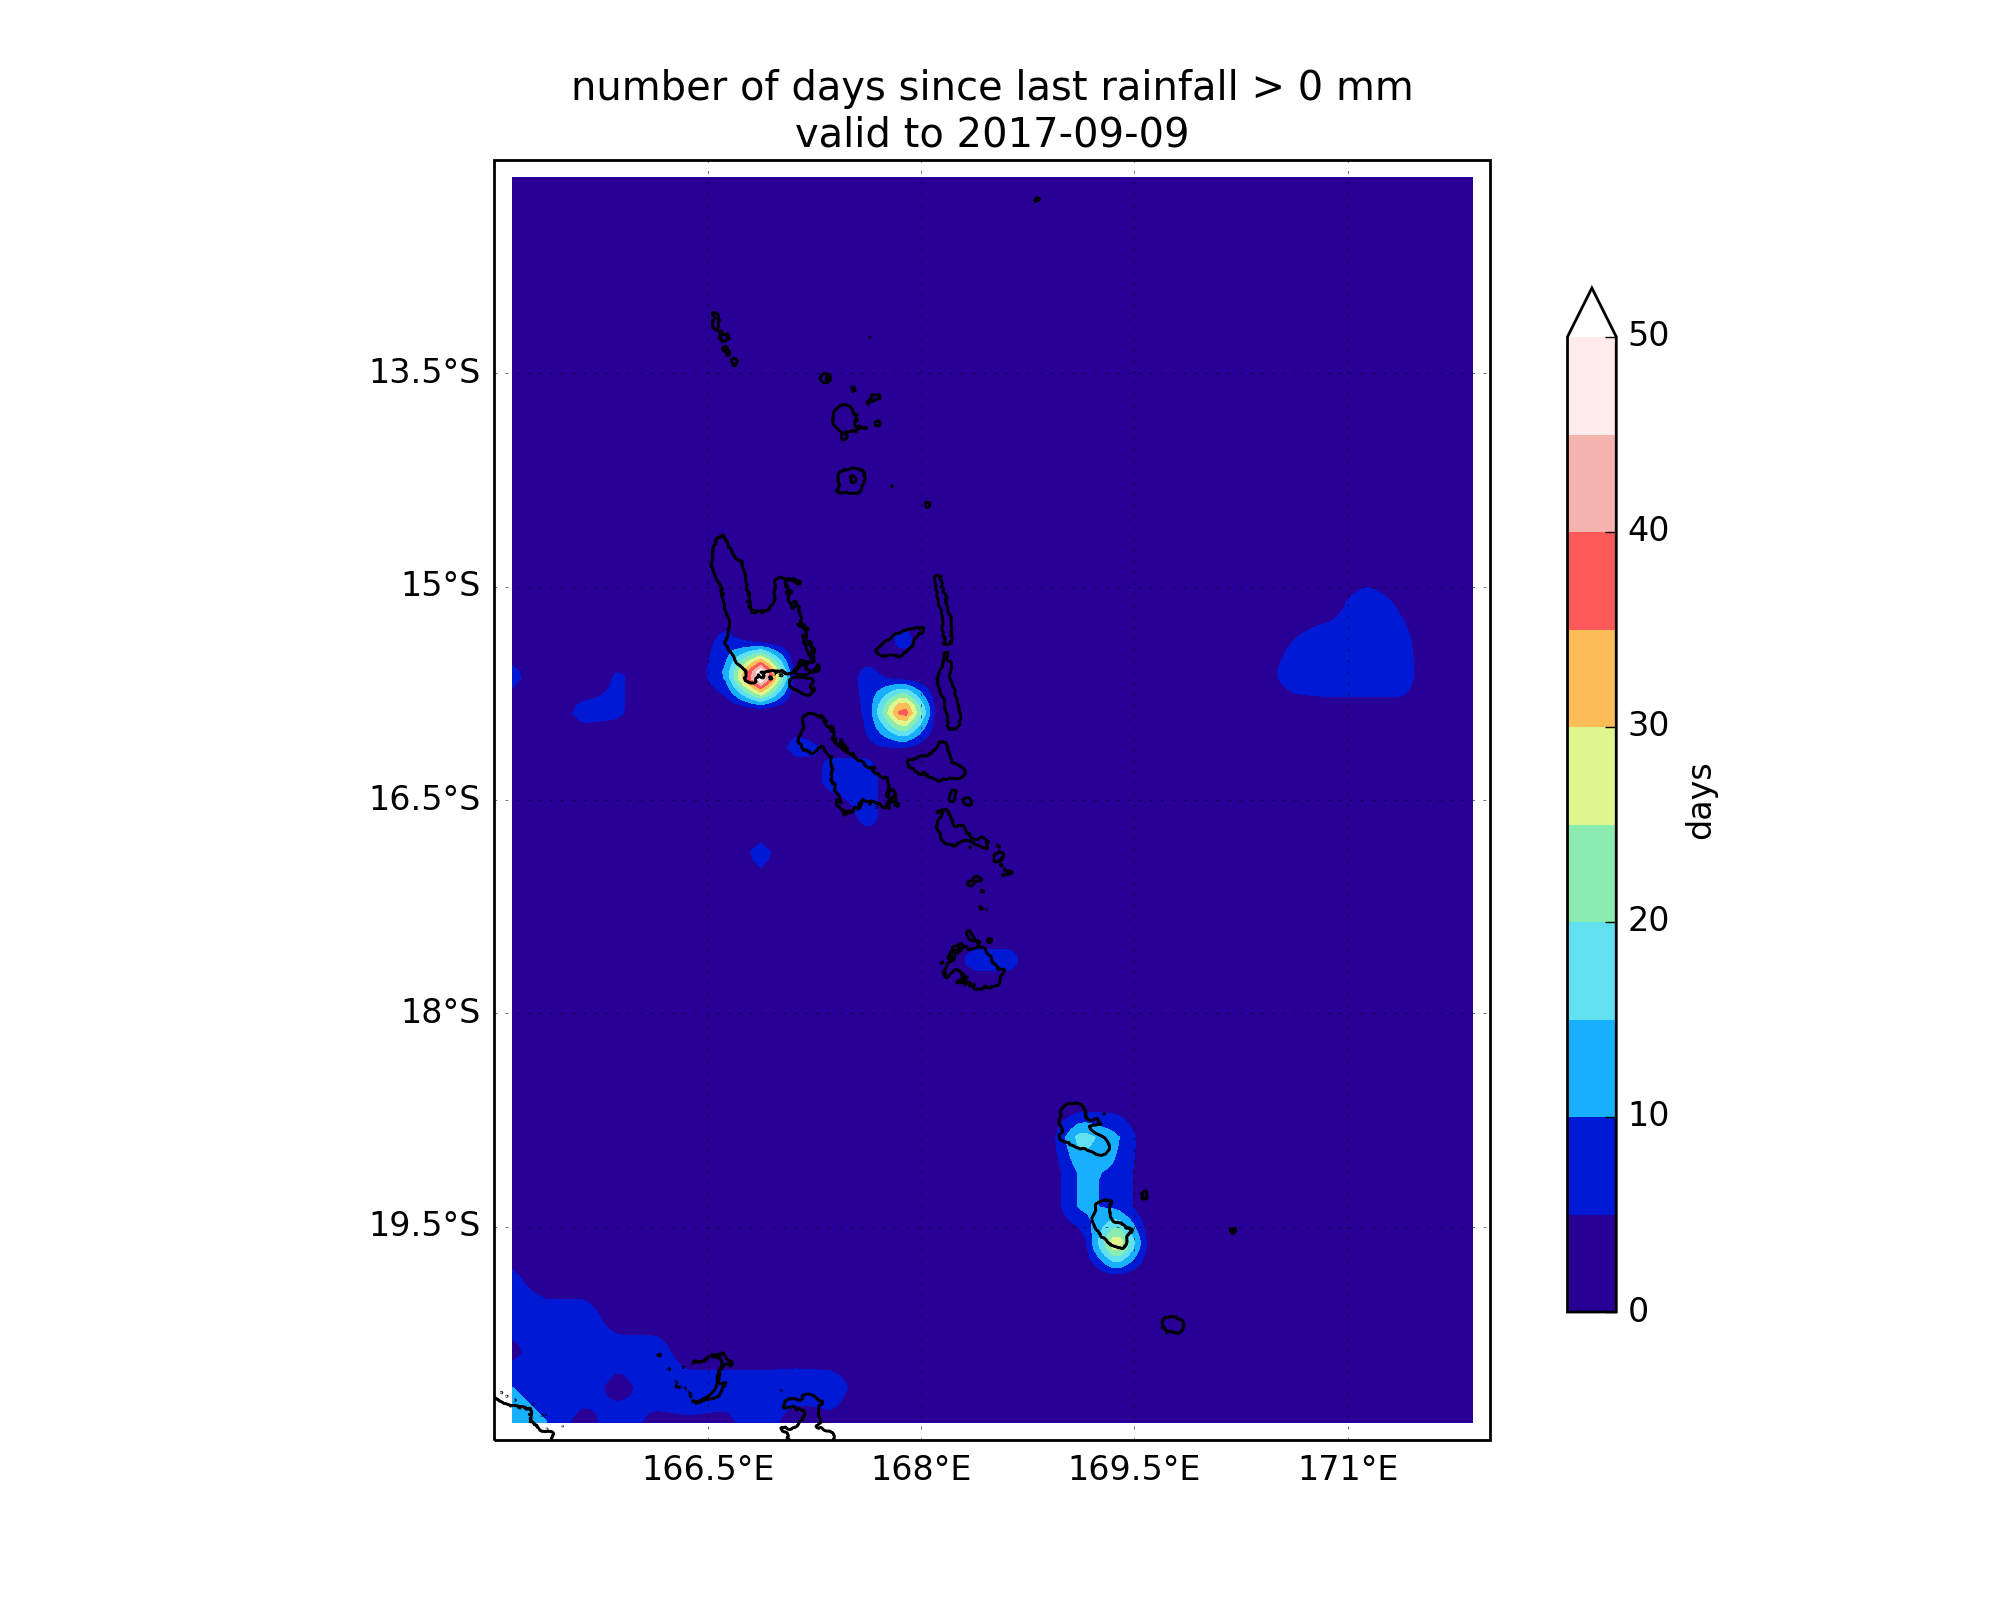 number of days since last rainfall > 0 mm
valid to 2017-09-09
13.5°S
15°S
16.5°S
18°S
19.5°S
166.5°E
168°E
169.5°E
171°E
50
40
30
20
10
0
days